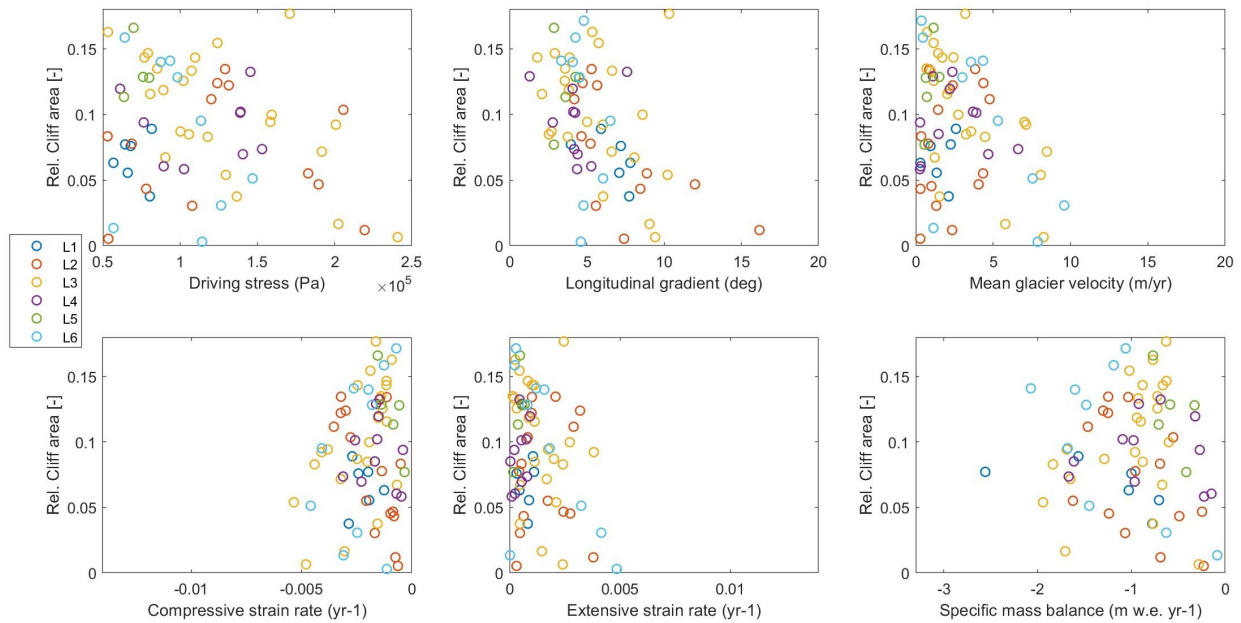 Rel. Cliff area [-]
0.15
0.1
0.05
0
0.5 1 1.5 2 2.5
Driving stress (Pa)
×10⁵
Rel. Cliff area [-]
0.15
0.1
0.05
0
0 5 10 15 20
Longitudinal gradient (deg)
Rel. Cliff area [-]
0.15
0.1
0.05
0
0 5 10 15 20
Mean glacier velocity (m/yr)
L1
L2
L3
L4
L5
L6
Rel. Cliff area [-]
0.15
0.1
0.05
0
-0.01 -0.005 0
Compressive strain rate (yr-1)
Rel. Cliff area [-]
0.15
0.1
0.05
0
0 0.005 0.01
Extensive strain rate (yr-1)
Rel. Cliff area [-]
0.15
0.1
0.05
0
-3 -2 -1 0
Specific mass balance (m w.e. yr-1)